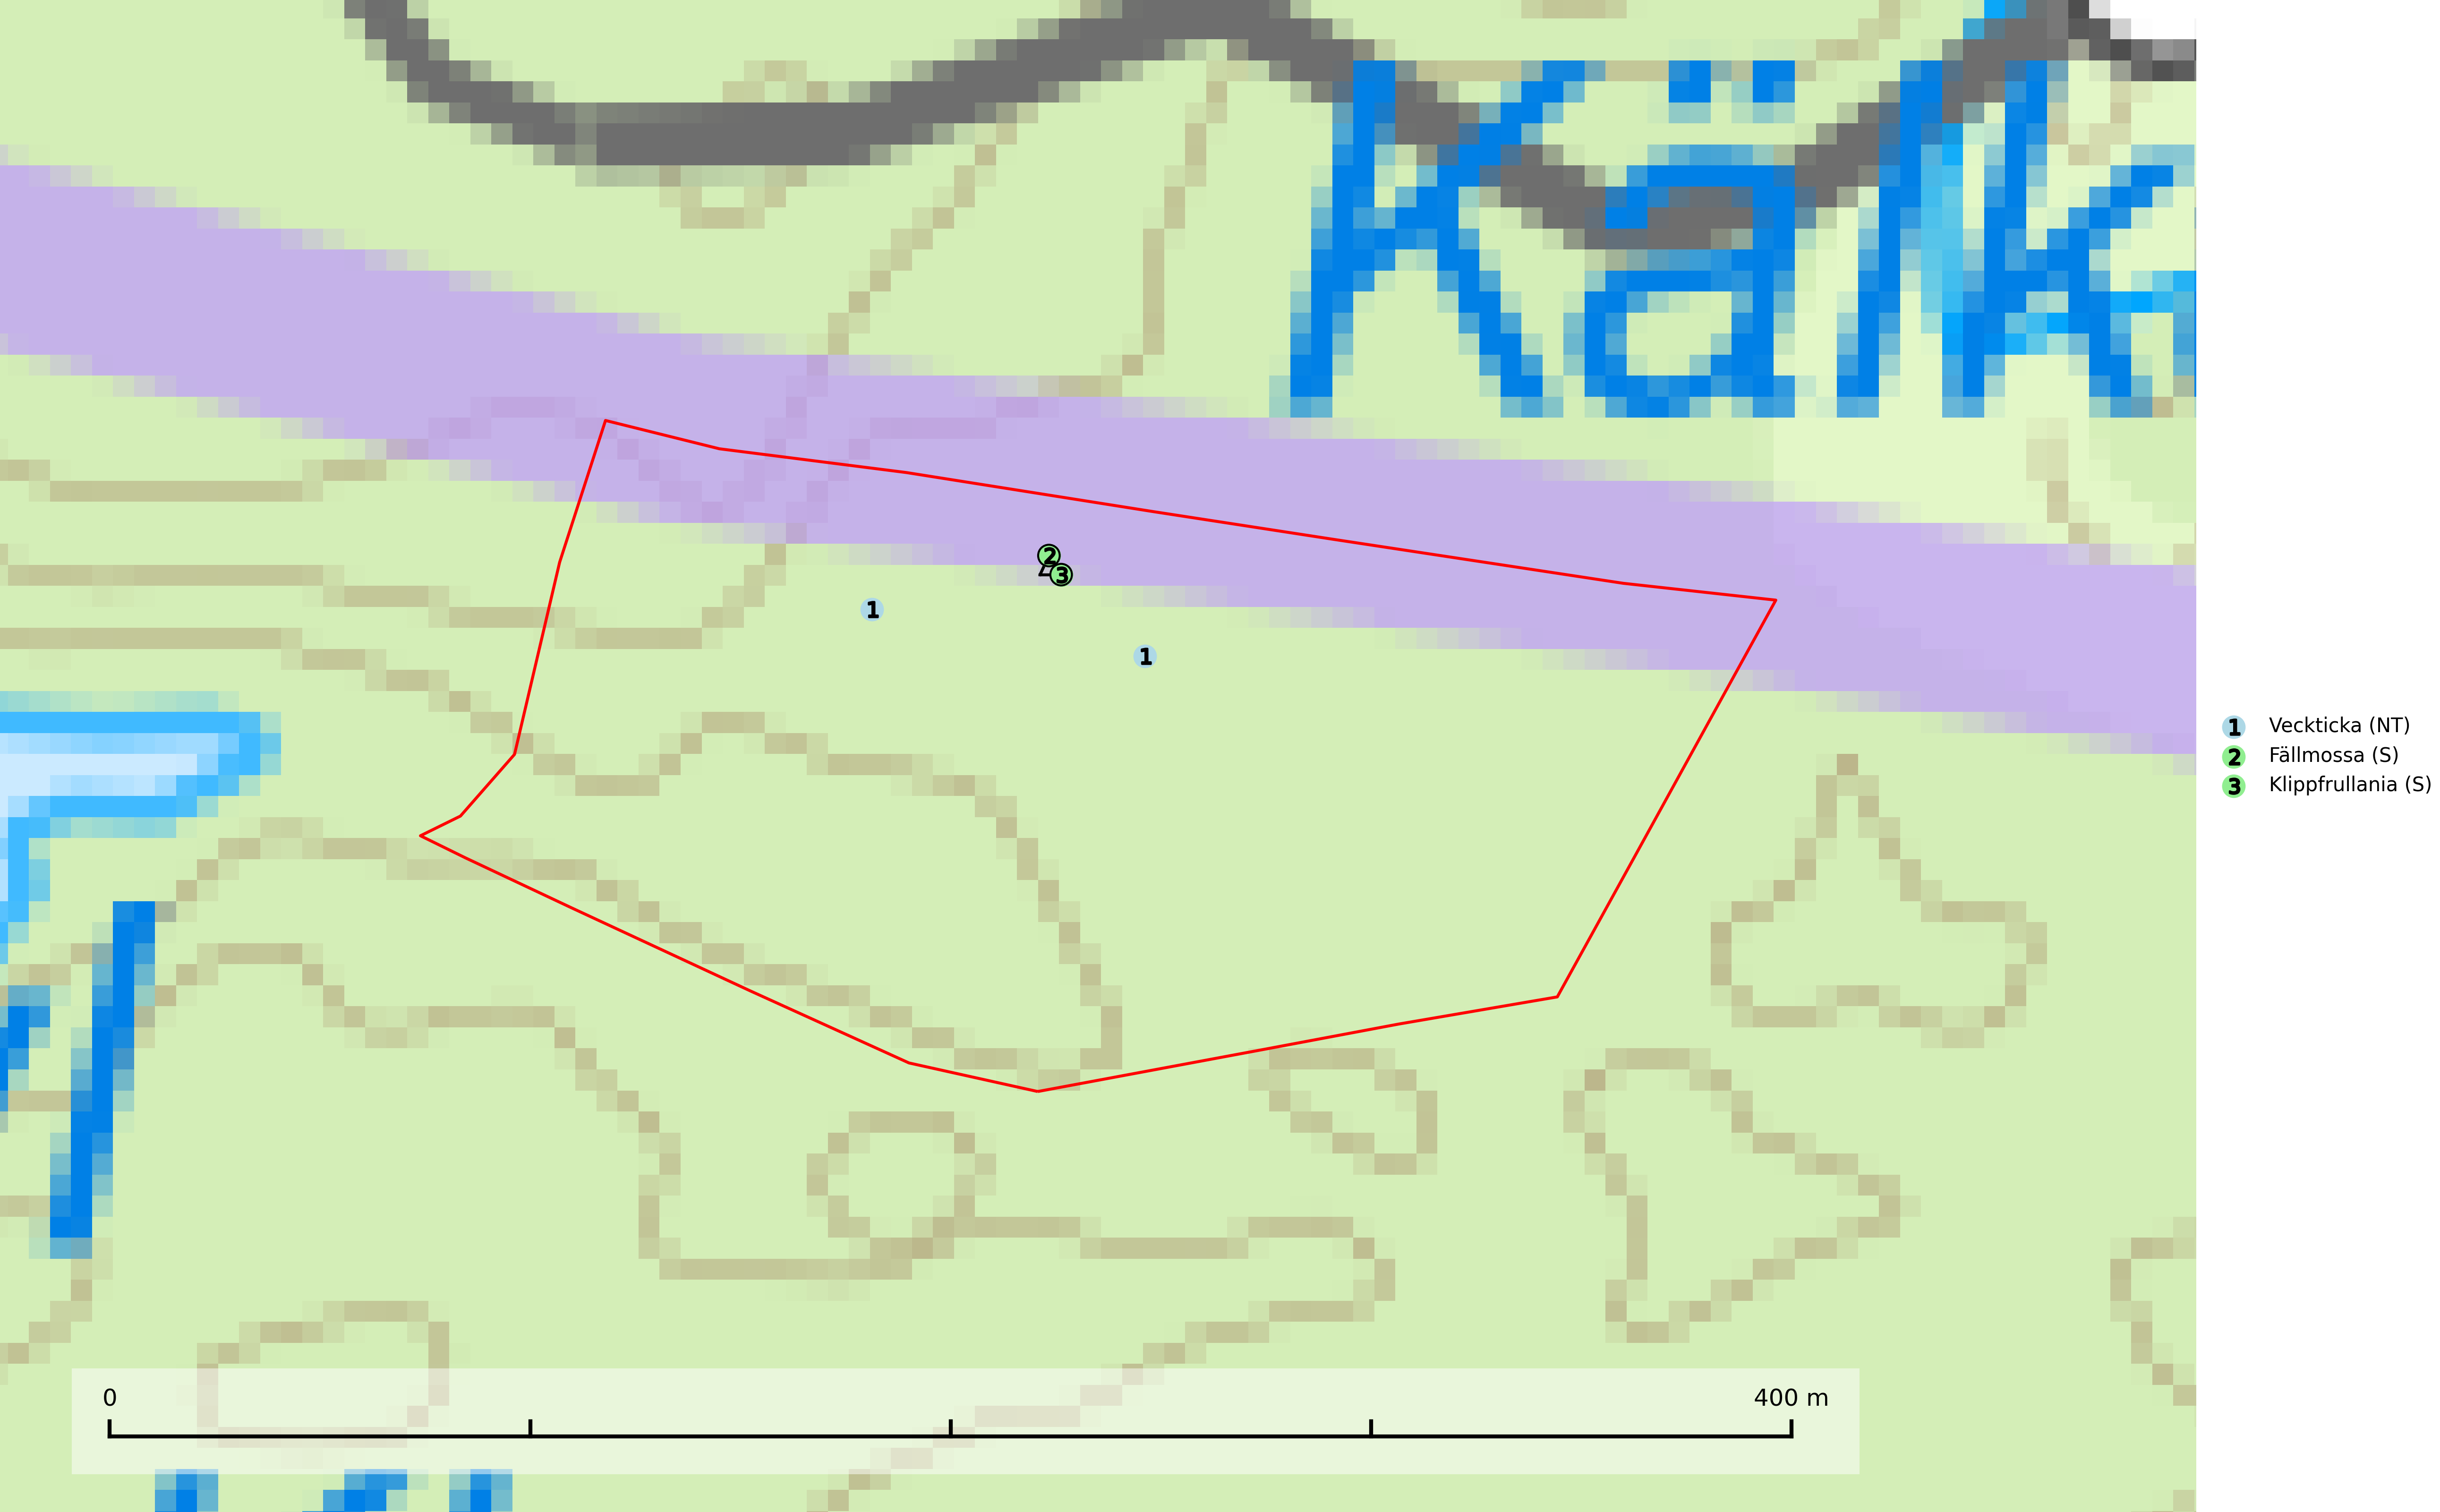 2
3
1
1
1 Veckticka (NT)
2 Fällmossa (S)
3 Klippfrullania (S)
0 400 m